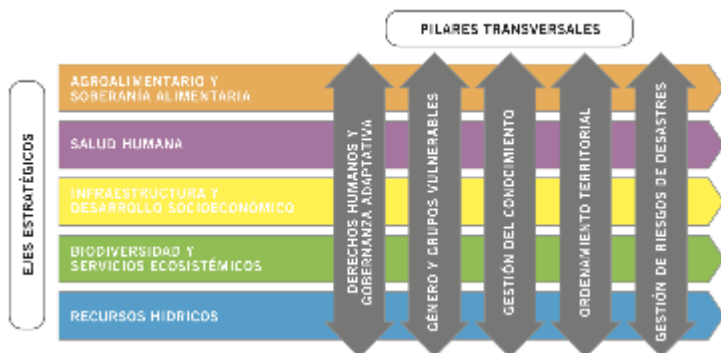 PILARES TRANSVERSALES
EJES ESTRATÉGICOS
AGROALIMENTARIO Y
SOBERANÍA ALIMENTARIA
SALUD HUMANA
INFRAESTRUCTURA Y
DESARROLLO SOCIOECONÓMICO
BIODIVERSIDAD Y
SERVICIOS ECOSISTÉMICOS
RECURSOS HÍDRICOS
DERECHOS HUMANOS Y
GOBERNANZA ADAPTATIVA
GÉNERO Y GRUPOS VULNERABLES
GESTIÓN DEL CONOCIMIENTO
ORDENAMIENTO TERRITORIAL
GESTIÓN DE RIESGOS DE DESASTRES